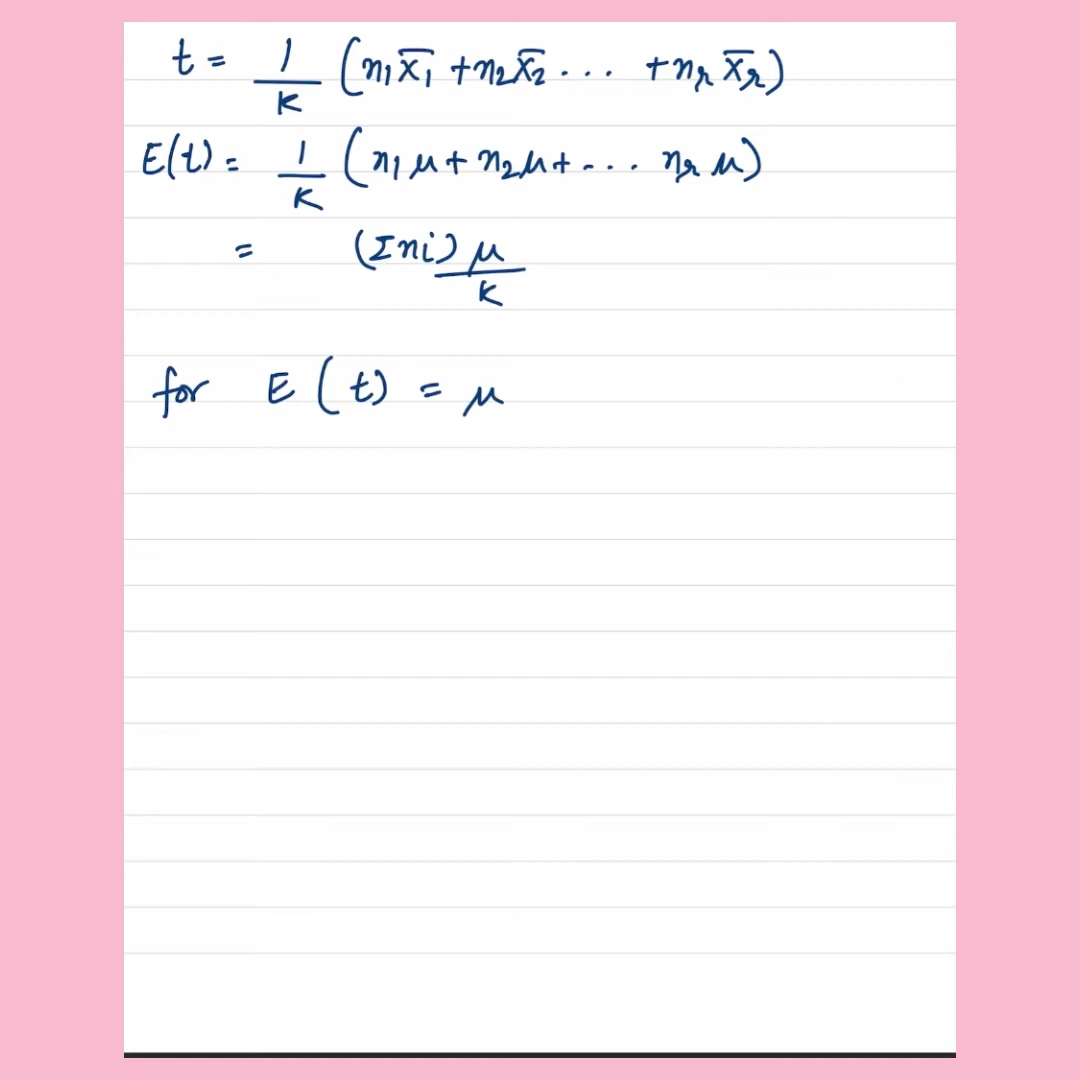 t = 1/K (n₁x̅₁ + n₂x̅₂ ... + nᵣx̅ᵣ)
E(t) = 1/K (n₁μ + n₂μ + ... nᵣμ)
= (Σni) μ/K
for E(t) = μ